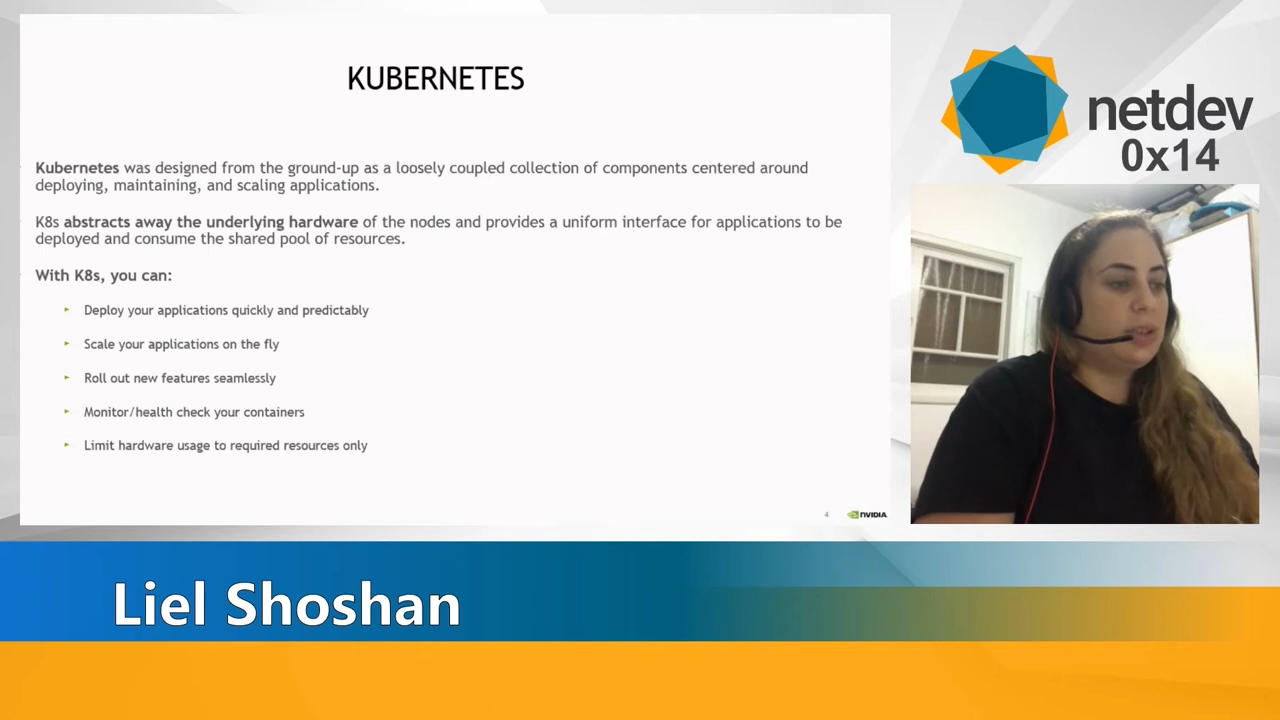 KUBERNETES
Kubernetes was designed from the ground-up as a loosely coupled collection of components centered around
deploying, maintaining, and scaling applications.
K8s abstracts away the underlying hardware of the nodes and provides a uniform interface for applications to be
deployed and consume the shared pool of resources.
With K8s, you can:
Deploy your applications quickly and predictably
Scale your applications on the fly
Roll out new features seamlessly
Monitor/health check your containers
Limit hardware usage to required resources only
4
NVIDIA
netdev
0x14
Liel Shoshan